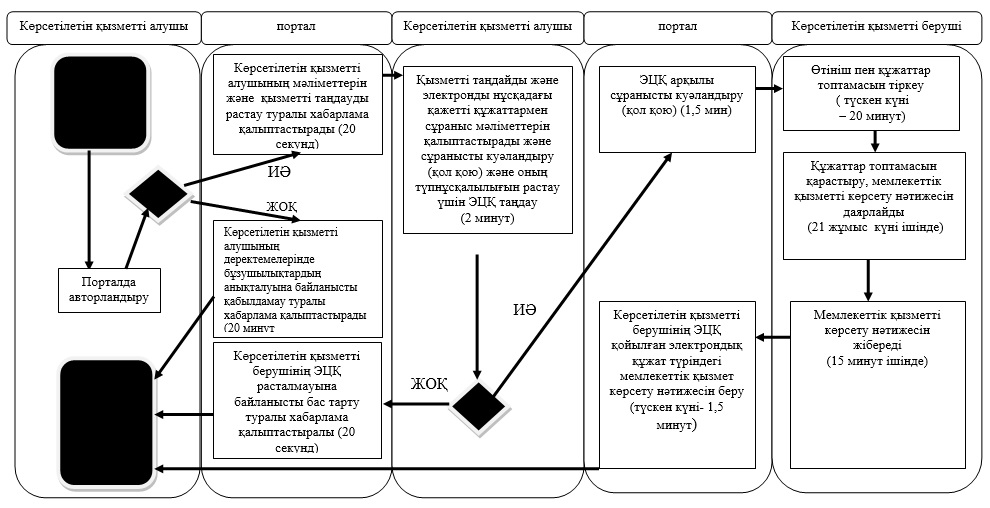 Көрсетілетін қызметті алушы
портал
Көрсетілетін қызметті алушы
портал
Көрсетілетін қызметті беруші
Порталда
авторландыру
Көрсетілетін қызметті
алушының мәліметтерін
және қызметті таңдауды
растау туралы хабарлама
қалыптастырады (20
секунд)
ИӘ
ЖОҚ
Көрсетілетін қызметті
алушының
деректемелерінде
бұзушылықтардың
анықталуына байланысты
қабылдамау туралы
хабарлама қалыптастырады
(20 минут
Көрсетілетін қызметті
берушінің ЭЦҚ
расталмауына
байланысты бас тарту
туралы хабарлама
қалыптастыралы (20
секунд)
Қызметті таңдайды және
электронды нұсқадағы
қажетті құжаттармен
сұраныс мәліметтерін
қалыптастырады және
сұранысты куәландыру
(қол қою) және оның
түпнұсқалылығын растау
үшін ЭЦҚ таңдау
(2 минут)
ИӘ
ЖОҚ
ЭЦҚ арқылы
сұранысты куәландыру
(қол қою) (1,5 мин)
Көрсетілетін қызметті
берушінің ЭЦҚ
қойылған электрондық
құжат түріндегі
мемлекеттік қызмет
көрсету нәтижесін беру
(түскен күні- 1,5
минут)
Өтініш пен құжаттар
топтамасын тіркеу
( түскен күні
– 20 минут)
Құжаттар топтамасын
қарастыру, мемлекеттік
қызметті көрсету нәтижесін
даярлайды
(21 жұмыс күні ішінде)
Мемлекеттік қызметті
көрсету нәтижесін
жібереді
(15 минут ішінде)